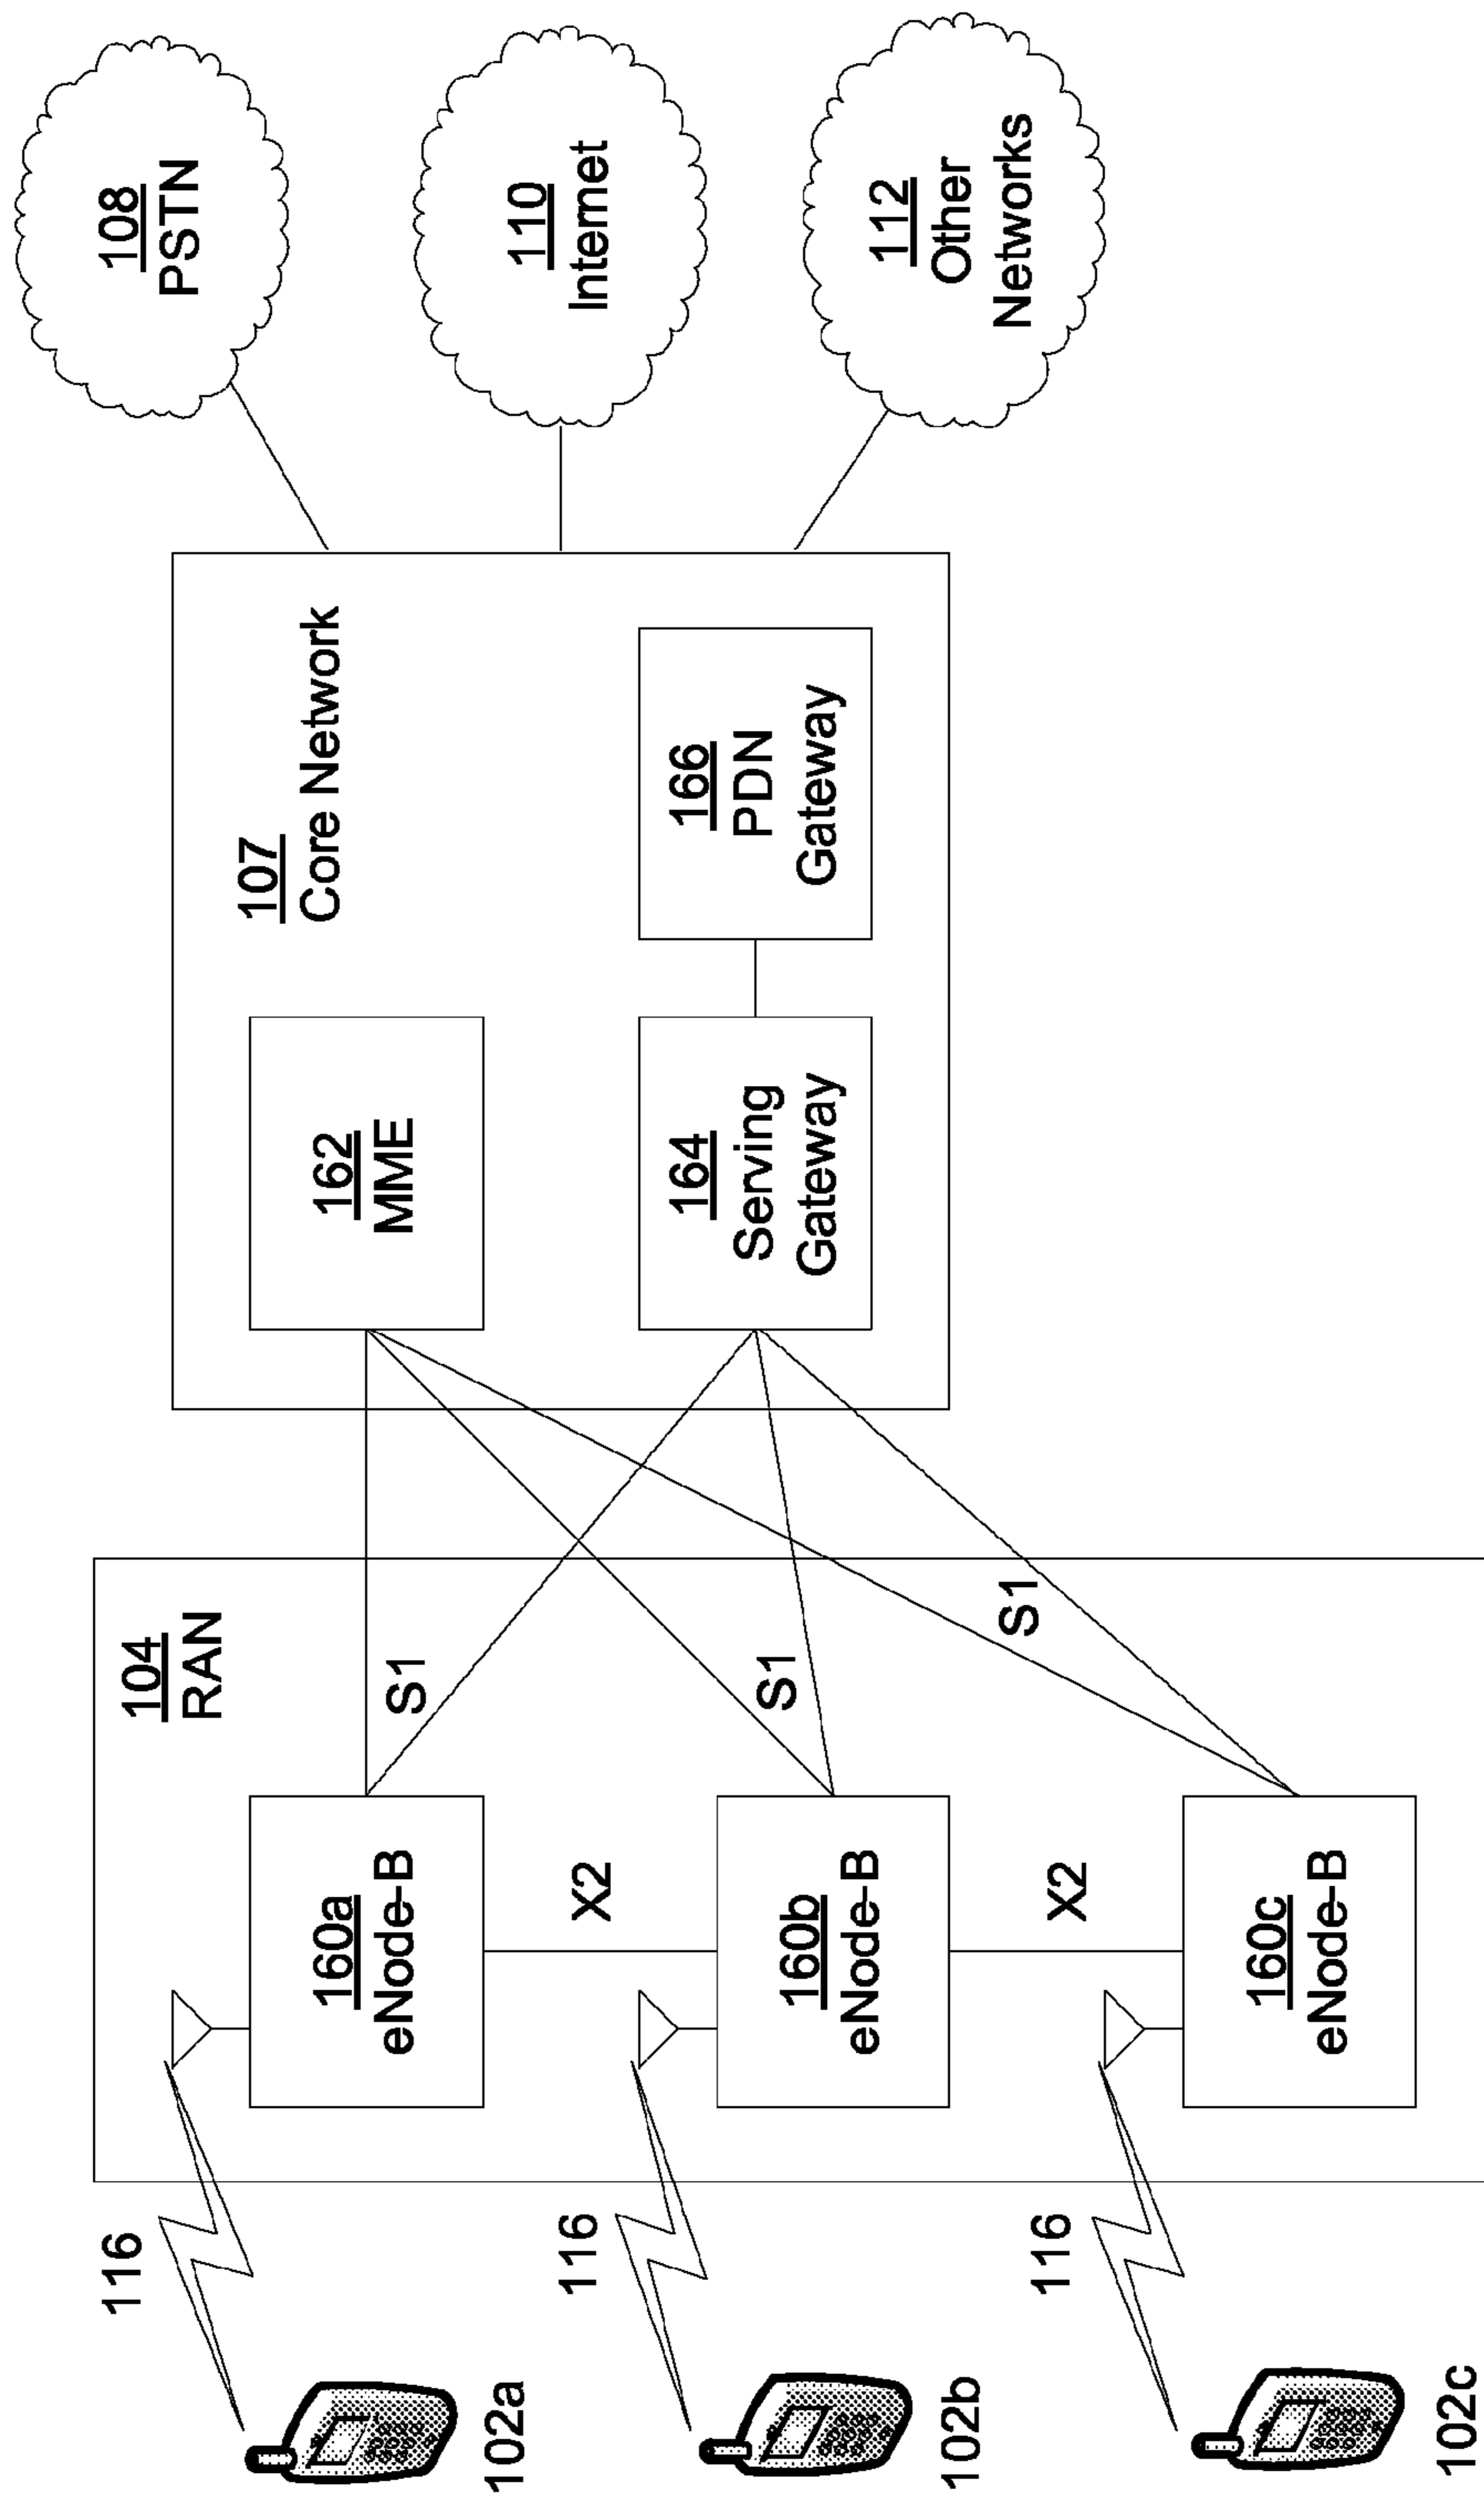 116
102a
116
102b
116
102c
104
RAN
160a
eNode-B
X2
160b
eNode-B
X2
160c
eNode-B
S1
S1
S1
107
Core Network
162
MME
164
Serving
Gateway
166
PDN
Gateway
108
PSTN
110
Internet
112
Other
Networks